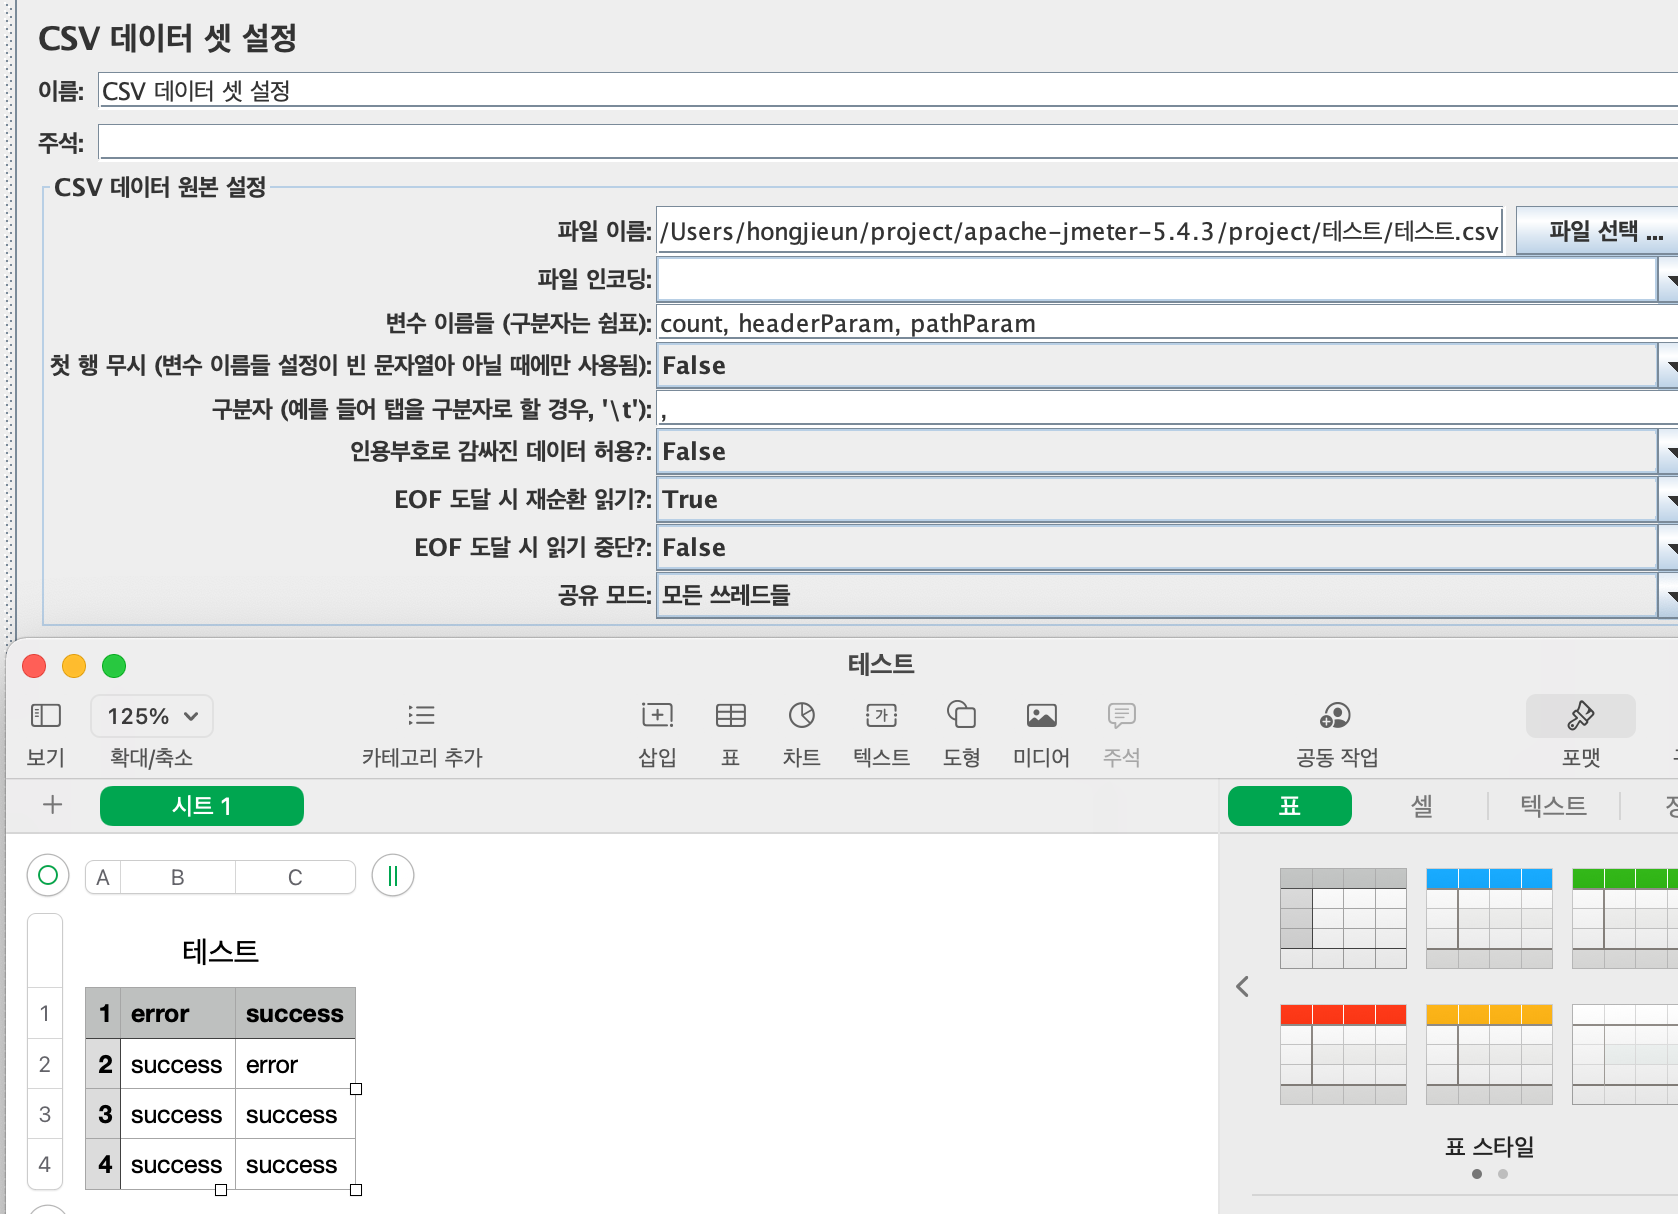 CSV 데이터 셋 설정
이름: CSV 데이터 셋 설정
주석:
CSV 데이터 원본 설정
파일 이름: /Users/hongjieun/project/apache-jmeter-5.4.3/project/테스트/테스트.csv 파일 선택 ...
파일 인코딩:
변수 이름들 (구분자는 쉼표): count, headerParam, pathParam
첫 행 무시 (변수 이름들 설정이 빈 문자열아 아닐 때에만 사용됨): False
구분자 (예를 들어 탭을 구분자로 할 경우, '\t'): ,
인용부호로 감싸진 데이터 허용?: False
EOF 도달 시 재순환 읽기?: True
EOF 도달 시 읽기 중단?: False
공유 모드: 모든 쓰레드들
테스트
125%
가
보기 확대/축소 카테고리 추가 삽입 표 차트 텍스트 도형 미디어 주석 공동 작업 포맷
시트 1 표 셀 텍스트
A B C
테스트
1 1 error success
2 2 success error
3 3 success success
4 4 success success
표 스타일